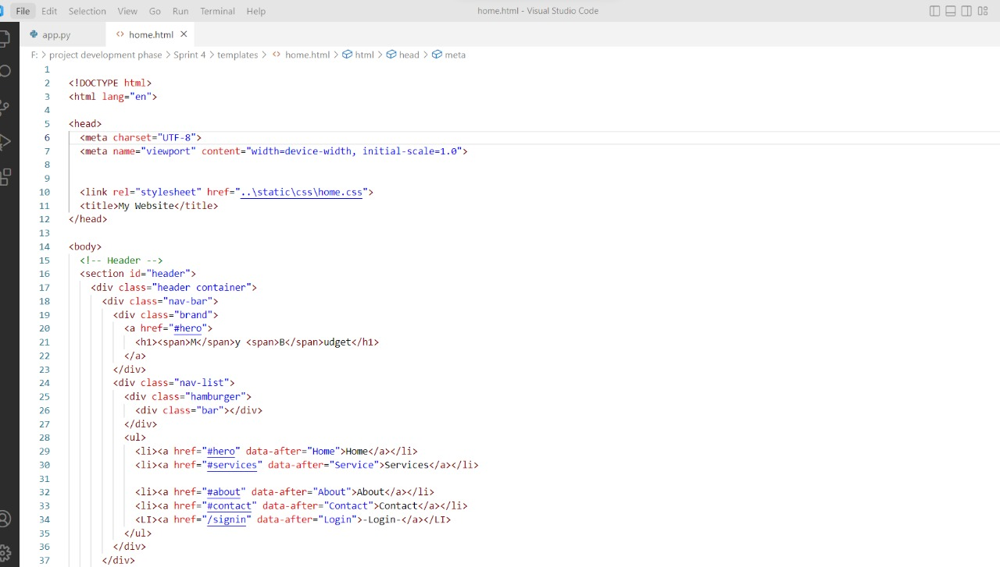 File Edit Selection View Go Run Terminal Help home.html - Visual Studio Code
app.py <> home.html ×
F: > project development phase > Sprint 4 > templates > <> home.html > html > head > meta
1
2 <!DOCTYPE html>
3 <html lang="en">
4
5 <head>
6 <meta charset="UTF-8">
7 <meta name="viewport" content="width=device-width, initial-scale=1.0">
8
9
10 <link rel="stylesheet" href="..\static\css\home.css">
11 <title>My Website</title>
12 </head>
13
14 <body>
15 <!-- Header -->
16 <section id="header">
17 <div class="header container">
18 <div class="nav-bar">
19 <div class="brand">
20 <a href="#hero">
21 <h1><span>M</span>y <span>B</span>udget</h1>
22 </a>
23 </div>
24 <div class="nav-list">
25 <div class="hamburger">
26 <div class="bar"></div>
27 </div>
28 <ul>
29 <li><a href="#hero" data-after="Home">Home</a></li>
30 <li><a href="#services" data-after="Service">Services</a></li>
31
32 <li><a href="#about" data-after="About">About</a></li>
33 <li><a href="#contact" data-after="Contact">Contact</a></li>
34 <LI><a href="/signin" data-after="Login">-Login-</a></LI>
35 </ul>
36 </div>
37 </div>